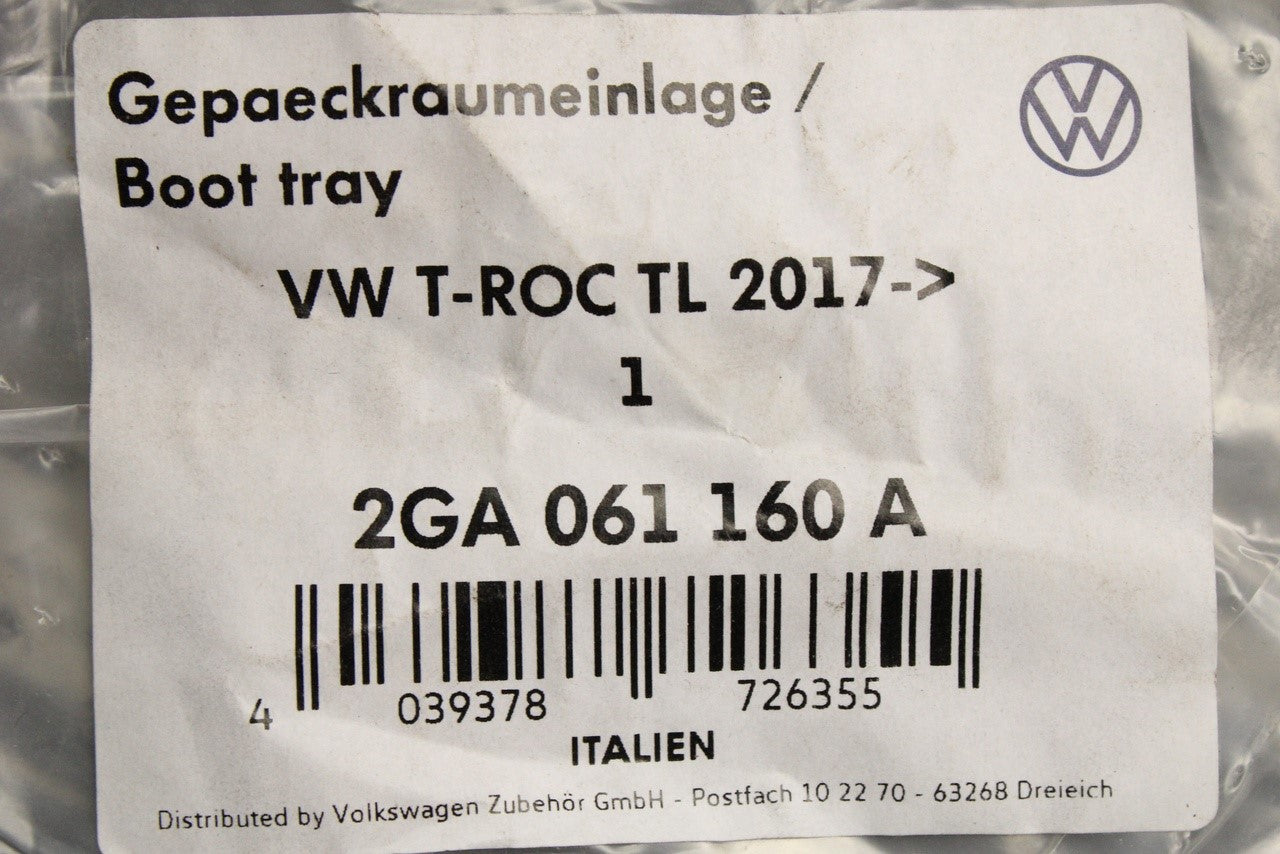 Gepaeckraumeinlage /
Boot tray
VW T-ROC TL 2017->
1
2GA 061 160 A
4 039378 726355
ITALIEN
Distributed by Volkswagen Zubehör GmbH - Postfach 10 22 70 - 63268 Dreieich